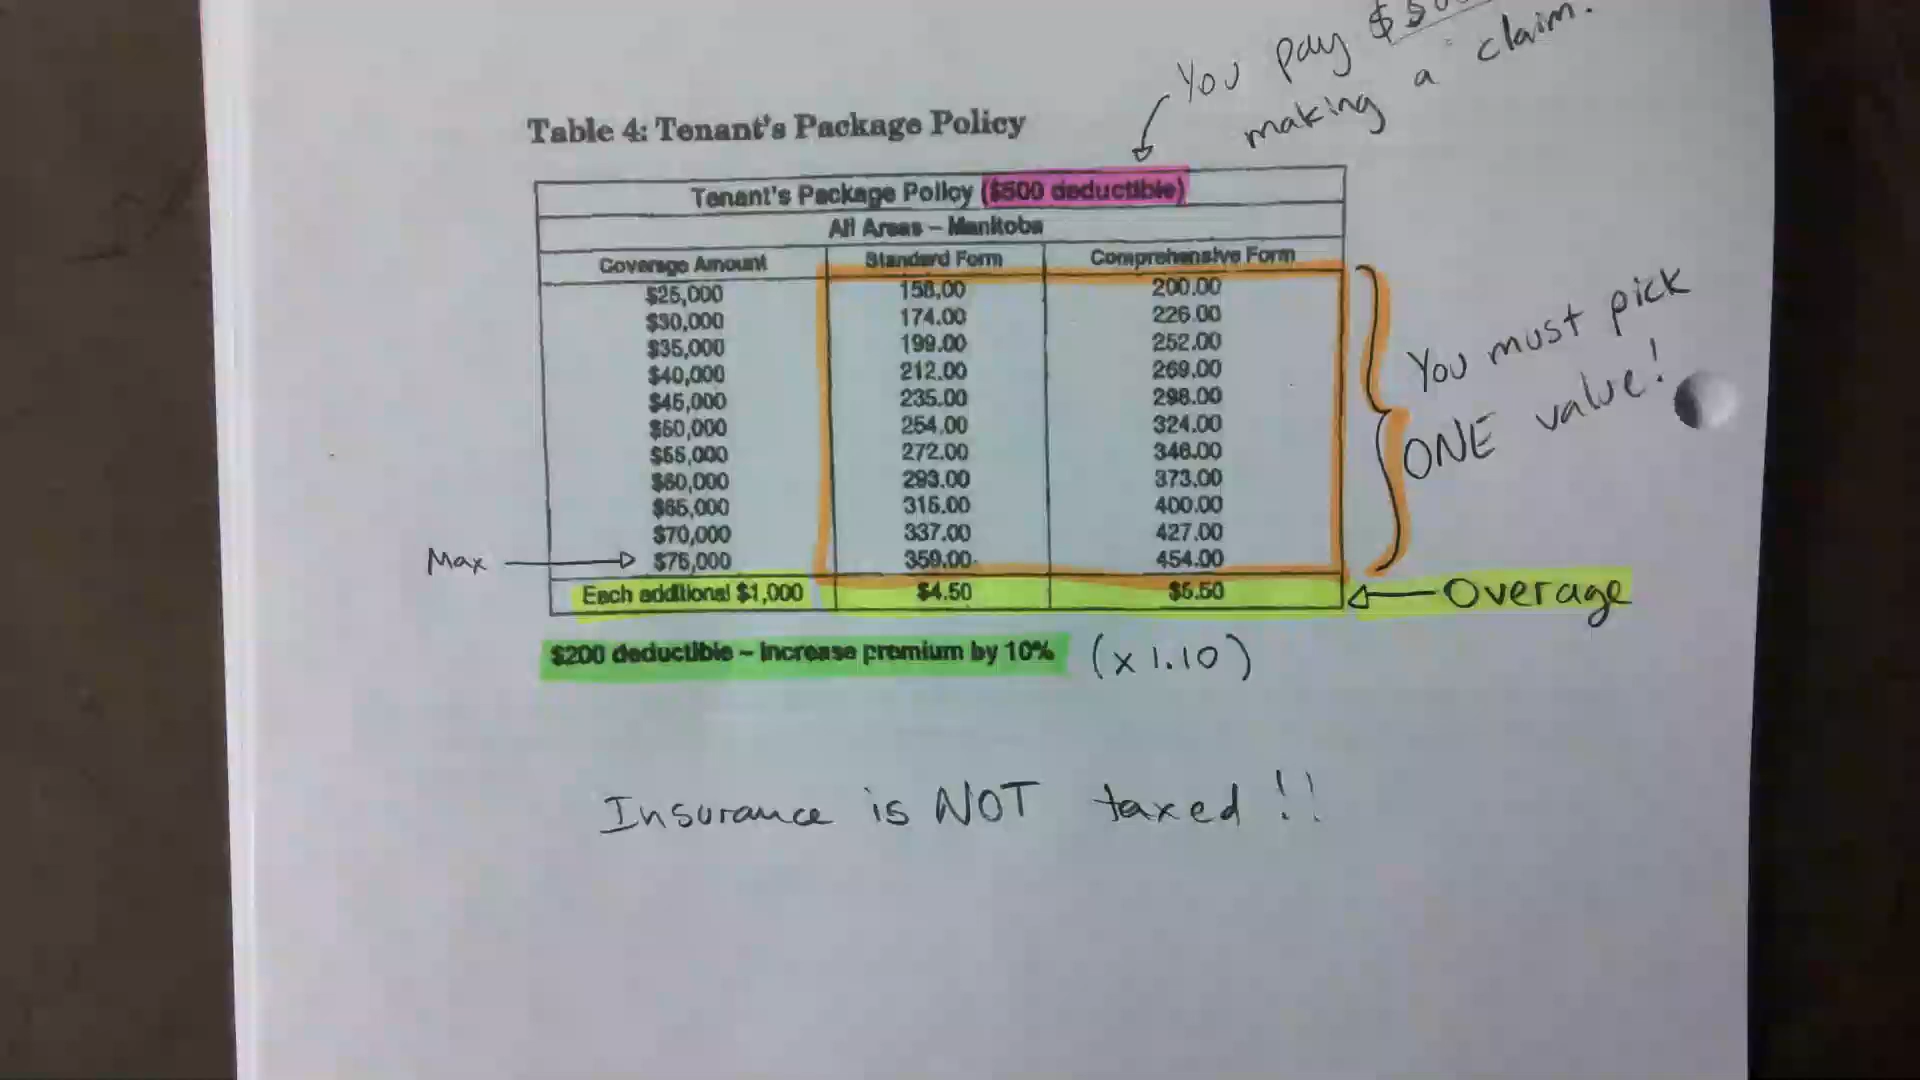 You pay
making a claim.
Table 4: Tenant's Package Policy
Tenant's Package Policy ($500 deductible)
All Areas – Manitoba
Coverage Amount Standard Form Comprehensive Form
$25,000 158.00 200.00
$30,000 174.00 226.00
$35,000 199.00 252.00
$40,000 212.00 269.00
$45,000 235.00 298.00
$50,000 254.00 324.00
$55,000 272.00 346.00
$60,000 293.00 373.00
$65,000 315.00 400.00
$70,000 337.00 427.00
Max $75,000 359.00 454.00
You must pick
ONE value!
Each additional $1,000 $4.50 $5.50 Overage
$200 deductible – increase premium by 10% (x 1.10)
Insurance is NOT taxed!!